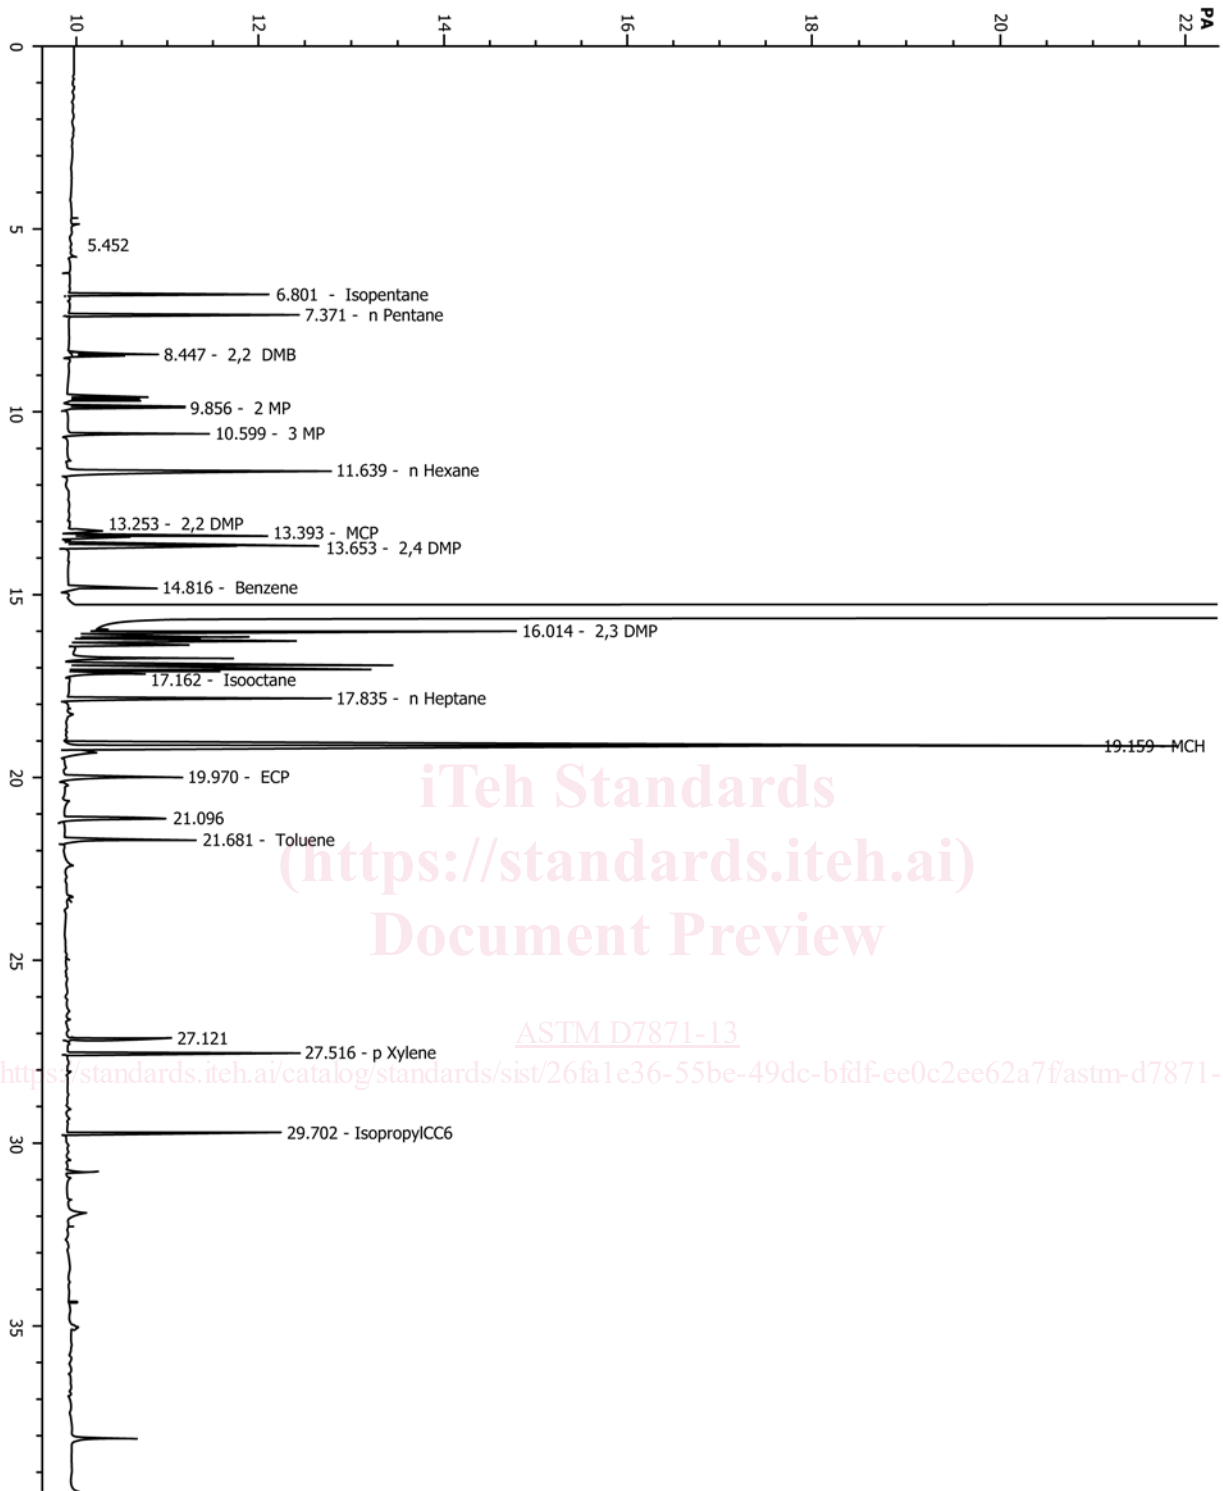 PA
10 12 14 16 18 20 22
0
5
5.452
6.801 - Isopentane
7.371 - n Pentane
8.447 - 2,2 DMB
9.856 - 2 MP
10
10.599 - 3 MP
11.639 - n Hexane
13.253 - 2,2 DMP
13.393 - MCP
13.653 - 2,4 DMP
14.816 - Benzene
15
16.014 - 2,3 DMP
17.162 - Isooctane
17.835 - n Heptane
19.159 - MCH
20
19.970 - ECP
iTeh Standards
21.096
21.681 - Toluene
(https://standards.iteh.ai)
Document Preview
25
27.121
ASTM D7871-13
27.516 - p Xylene
https://standards.iteh.ai/catalog/standards/sist/26fa1e36-55be-49dc-bfdf-ee0c2ee62a7f/astm-d7871-
29.702 - IsopropylCC6
30
35